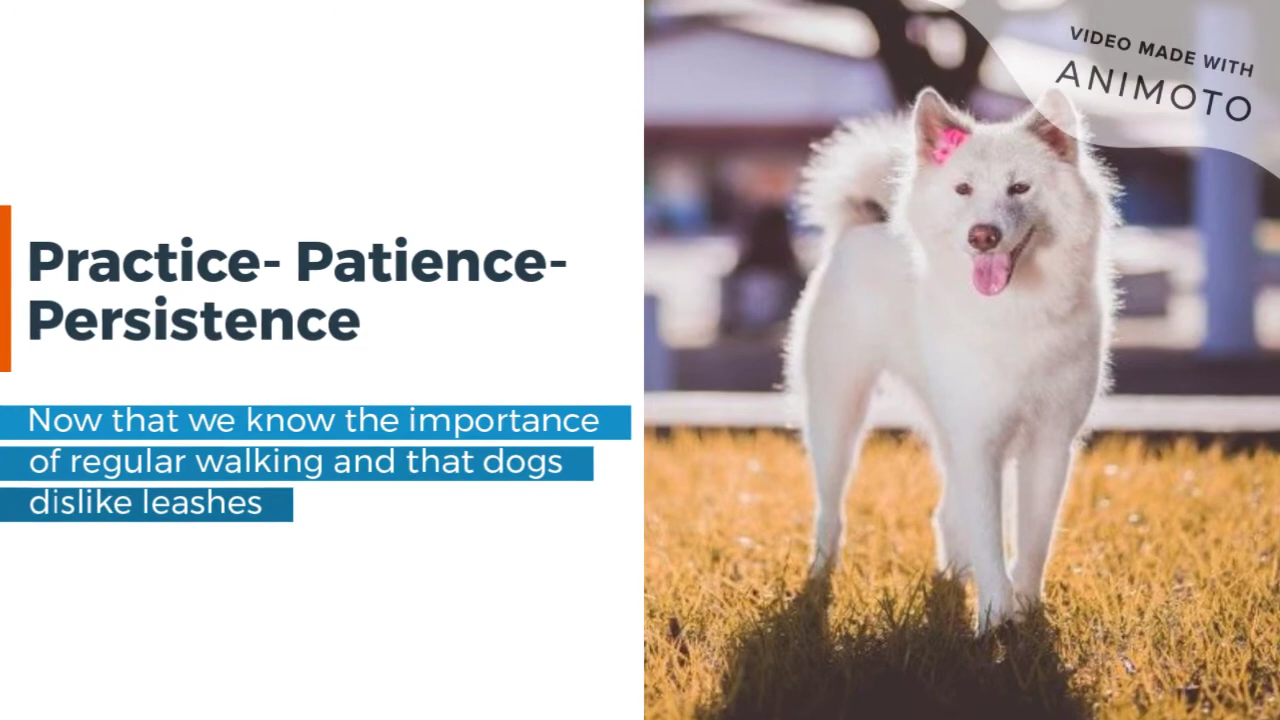 Practice- Patience-
Persistence
Now that we know the importance
of regular walking and that dogs
dislike leashes
VIDEO MADE WITH
ANIMOTO